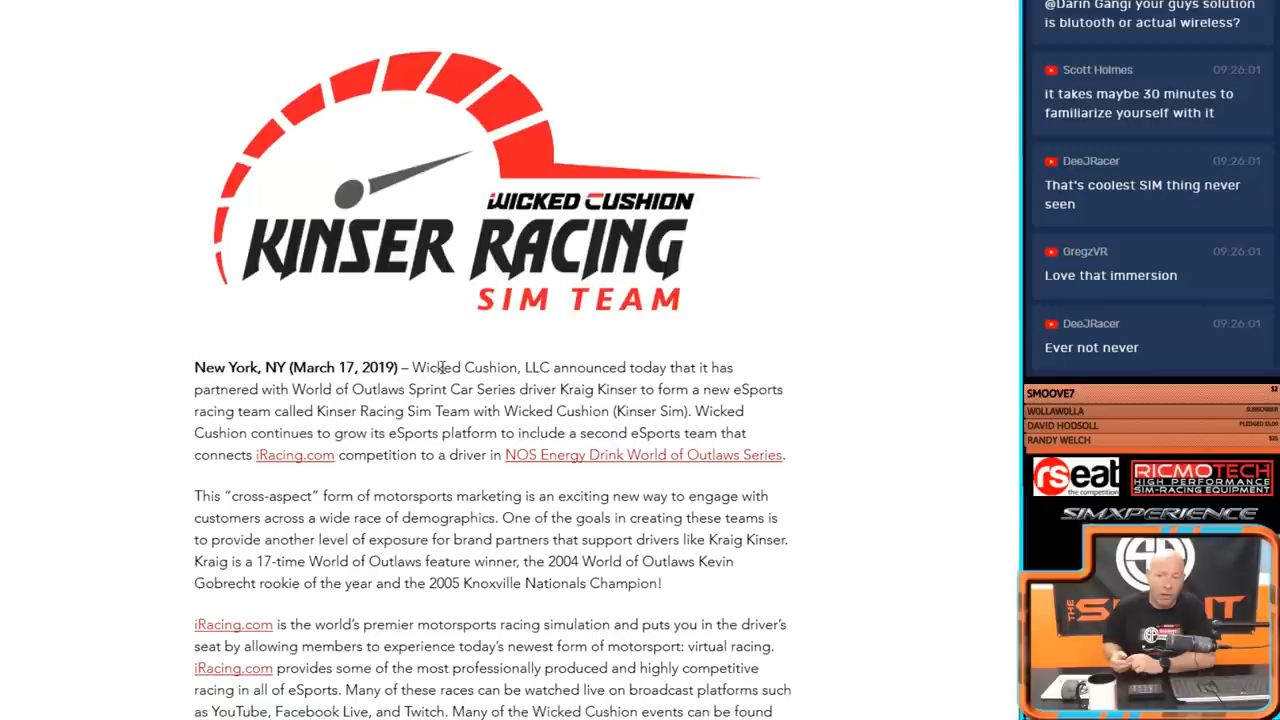 WICKED CUSHION
KINSER RACING
SIM TEAM
New York, NY (March 17, 2019) – Wicked Cushion, LLC announced today that it has
partnered with World of Outlaws Sprint Car Series driver Kraig Kinser to form a new eSports
racing team called Kinser Racing Sim Team with Wicked Cushion (Kinser Sim). Wicked
Cushion continues to grow its eSports platform to include a second eSports team that
connects iRacing.com competition to a driver in NOS Energy Drink World of Outlaws Series.
This “cross-aspect” form of motorsports marketing is an exciting new way to engage with
customers across a wide race of demographics. One of the goals in creating these teams is
to provide another level of exposure for brand partners that support drivers like Kraig Kinser.
Kraig is a 17-time World of Outlaws feature winner, the 2004 World of Outlaws Kevin
Gobrecht rookie of the year and the 2005 Knoxville Nationals Champion!
iRacing.com is the world’s premier motorsports racing simulation and puts you in the driver’s
seat by allowing members to experience today’s newest form of motorsport: virtual racing.
iRacing.com provides some of the most professionally produced and highly competitive
racing in all of eSports. Many of these races can be watched live on broadcast platforms such
as YouTube, Facebook Live, and Twitch. Many of the Wicked Cushion events can be found
@Darin Gangi your guys solution
is blutooth or actual wireless?
Scott Holmes 09:26:01
it takes maybe 30 minutes to
familiarize yourself with it
DeeJRacer 09:26:01
That's coolest SIM thing never
seen
GregzVR 09:26:01
Love that immersion
DeeJRacer 09:26:01
Ever not never
SMOOVE7 $2
WOLLAWOLLA SUBSCRIBER
DAVID HODSOLL PLEDGED $5.00
RANDY WELCH $25
rseat
the competition
RICMOTECH
HIGH PERFORMANCE
SIM-RACING EQUIPMENT
SIMXPERIENCE
THE